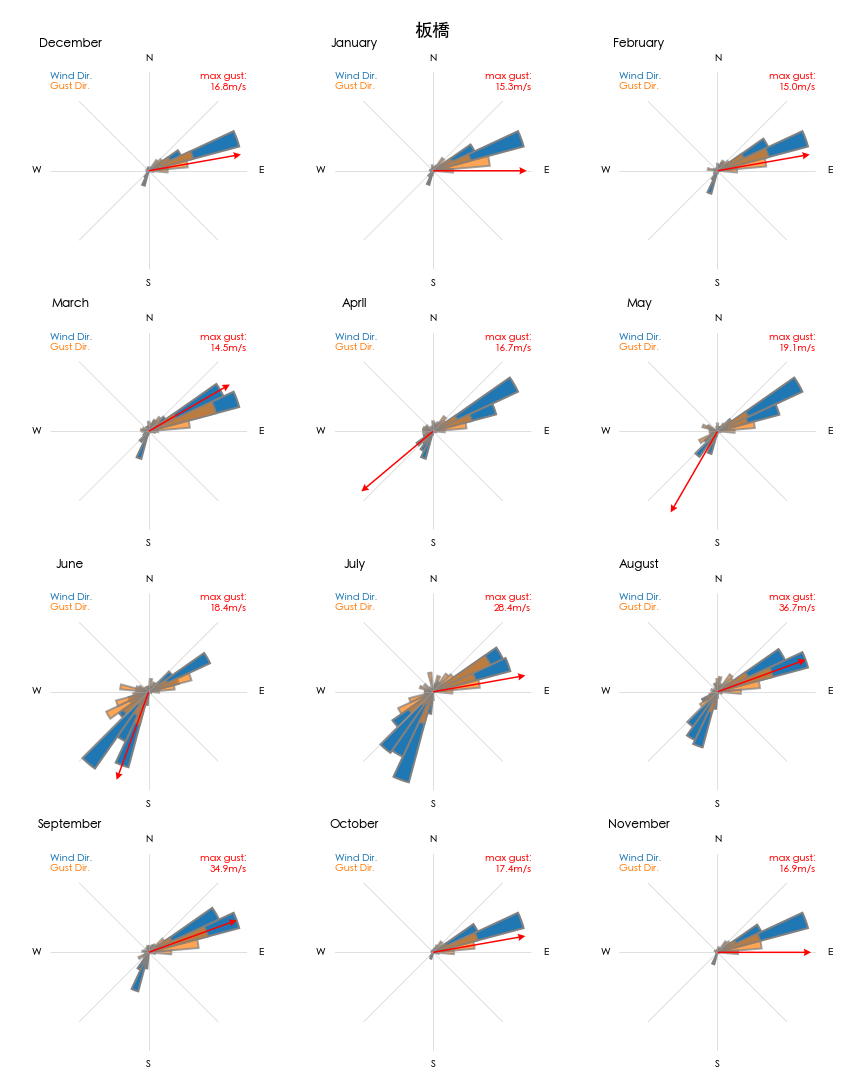 板橋
December
N
Wind Dir.
Gust Dir.
max gust:
16.8m/s
W
E
S
January
N
Wind Dir.
Gust Dir.
max gust:
15.3m/s
W
E
S
February
N
Wind Dir.
Gust Dir.
max gust:
15.0m/s
W
E
S
March
N
Wind Dir.
Gust Dir.
max gust:
14.5m/s
W
E
S
April
N
Wind Dir.
Gust Dir.
max gust:
16.7m/s
W
E
S
May
N
Wind Dir.
Gust Dir.
max gust:
19.1m/s
W
E
S
June
N
Wind Dir.
Gust Dir.
max gust:
18.4m/s
W
E
S
July
N
Wind Dir.
Gust Dir.
max gust:
28.4m/s
W
E
S
August
N
Wind Dir.
Gust Dir.
max gust:
36.7m/s
W
E
S
September
N
Wind Dir.
Gust Dir.
max gust:
34.9m/s
W
E
S
October
N
Wind Dir.
Gust Dir.
max gust:
17.4m/s
W
E
S
November
N
Wind Dir.
Gust Dir.
max gust:
16.9m/s
W
E
S